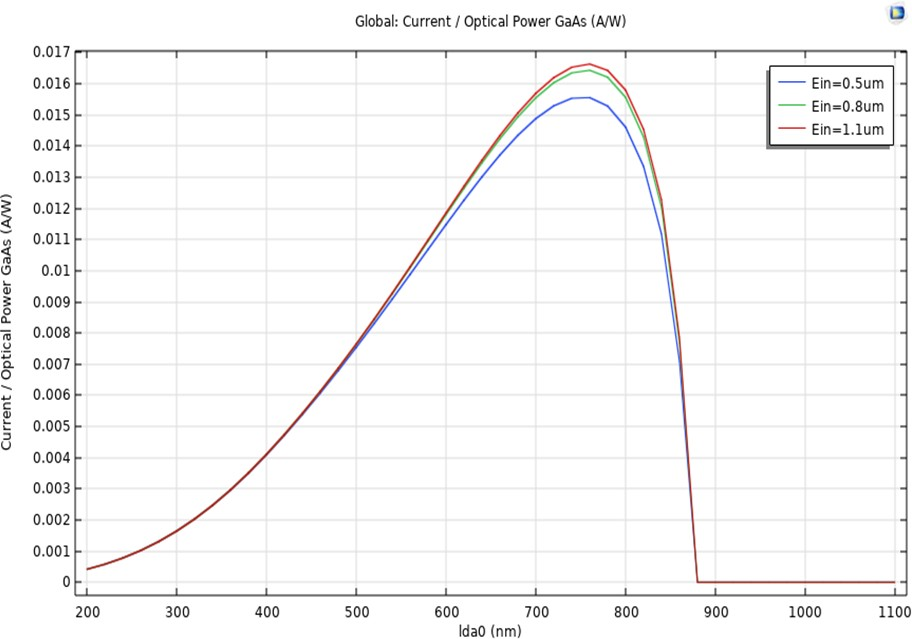 Global: Current / Optical Power GaAs (A/W)
0.017
0.016
0.015
0.014
0.013
0.012
0.011
0.01
0.009
0.008
0.007
0.006
0.005
0.004
0.003
0.002
0.001
0
Current / Optical Power GaAs (A/W)
Ein=0.5um
Ein=0.8um
Ein=1.1um
200 300 400 500 600 700 800 900 1000 1100
lda0 (nm)